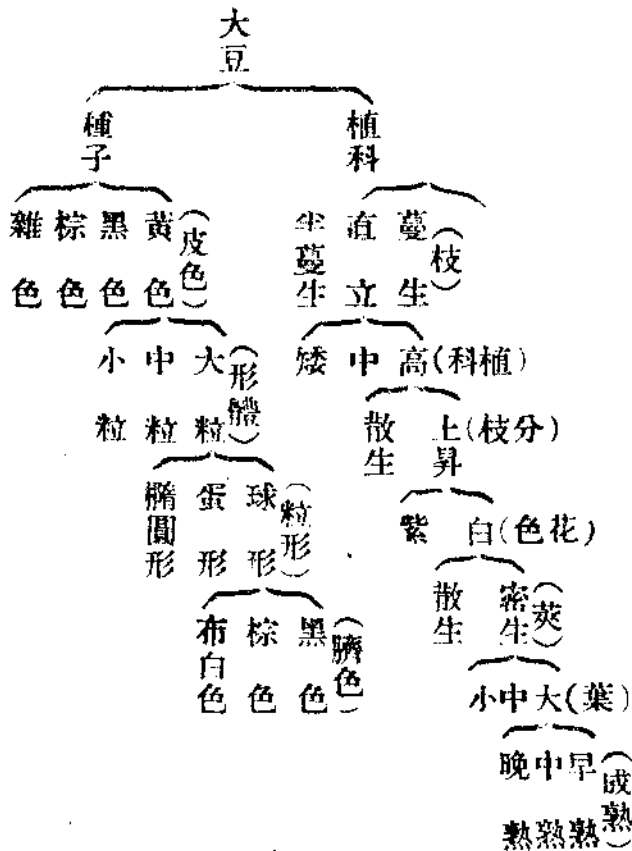 大豆
植科
種子
(枝)
蔓生
直立
半蔓生
(皮色)
黃色
黑色
棕色
雜色
高(科植)
中
矮
(形體)
大粒
中粒
小粒
上昇(枝分)
散生
(粒形)
球形
蛋形
橢圓形
白(色花)
紫
(莢)
密生
散生
(臍色)
黑色
棕色
布白色
小中大(葉)
(成熟)
早熟
中熟
晚熟